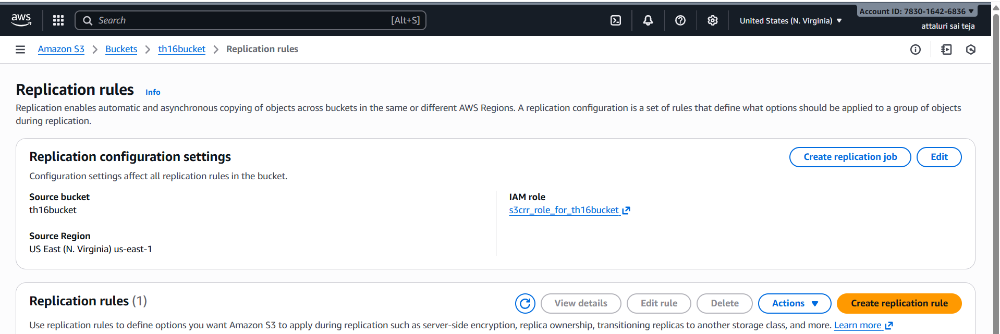 aws
Search
[Alt+S]
United States (N. Virginia)
Account ID: 7830-1642-6836
attaluri sai teja
Amazon S3 > Buckets > th16bucket > Replication rules
Replication rules Info
Replication enables automatic and asynchronous copying of objects across buckets in the same or different AWS Regions. A replication configuration is a set of rules that define what options should be applied to a group of objects
during replication.
Replication configuration settings
Create replication job
Edit
Configuration settings affect all replication rules in the bucket.
Source bucket
th16bucket
Source Region
US East (N. Virginia) us-east-1
IAM role
s3crr_role_for_th16bucket
Replication rules (1)
View details
Edit rule
Delete
Actions
Create replication rule
Use replication rules to define options you want Amazon S3 to apply during replication such as server-side encryption, replica ownership, transitioning replicas to another storage class, and more. Learn more